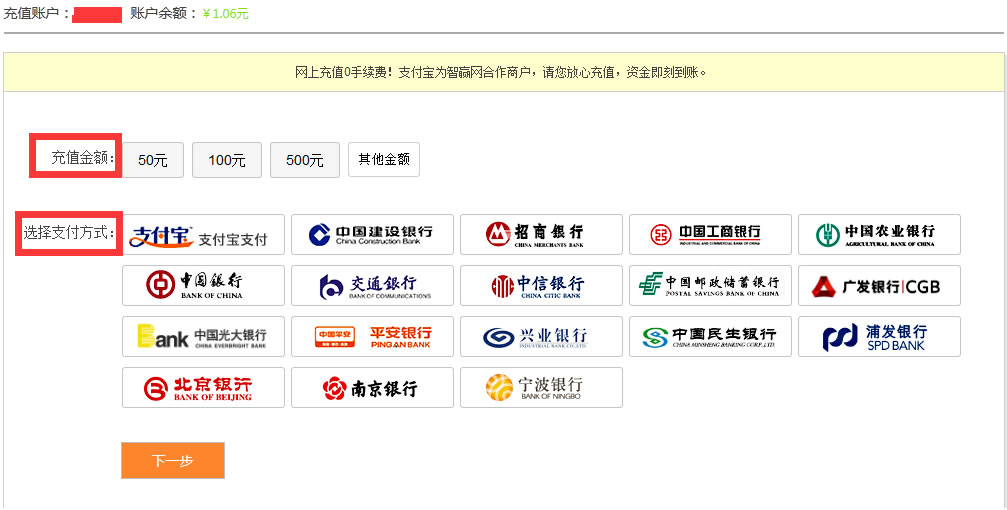 充值账户： 账户余额：￥1.06元
网上充值0手续费！支付宝为智赢网合作商户，请您放心充值，资金即刻到账。
充值金额： 50元 100元 500元 其他金额
选择支付方式： 支付宝 支付宝支付 中国建设银行 China Construction Bank 招商银行 CHINA MERCHANTS BANK 中国工商银行 INDUSTRIAL AND COMMERCIAL BANK OF CHINA 中国农业银行 AGRICULTURAL BANK OF CHINA
中国银行 BANK OF CHINA 交通银行 BANK OF COMMUNICATIONS 中信银行 CHINA CITIC BANK 中国邮政储蓄银行 POSTAL SAVINGS BANK OF CHINA 广发银行|CGB
Bank 中国光大银行 CHINA EVERBRIGHT BANK 中国平安 平安银行 PINGAN BANK 兴业银行 INDUSTRIAL BANK CO.,LTD. 中国民生银行 CHINA MINSHENG BANKING CORP.,LTD. 浦发银行 SPD BANK
北京银行 BANK OF BEIJING 南京银行 宁波银行 BANK OF NINGBO
下一步